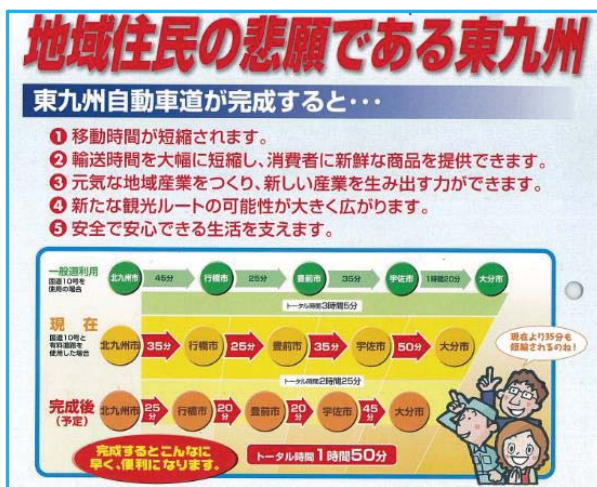 地域住民の悲願である東九州
東九州自動車道が完成すると・・・
❶ 移動時間が短縮されます。
❷ 輸送時間を大幅に短縮し、消費者に新鮮な商品を提供できます。
❸ 元気な地域産業をつくり、新しい産業を生み出す力ができます。
❹ 新たな観光ルートの可能性が大きく広がります。
❺ 安全で安心できる生活を支えます。
一般道利用
国道10号を
使用の場合
北九州市 45分 行橋市 25分 豊前市 35分 宇佐市 1時間20分 大分市
トータル時間3時間5分
現在
国道10号と
有料道路を
使用した場合
北九州市 35分 行橋市 25分 豊前市 35分 宇佐市 50分 大分市
トータル時間2時間25分
現在より35分も
短縮されるのね!
完成後
(予定)
北九州市 25分 行橋市 20分 豊前市 20分 宇佐市 45分 大分市
完成するとこんなに
早く、便利になります。
トータル時間1時間50分